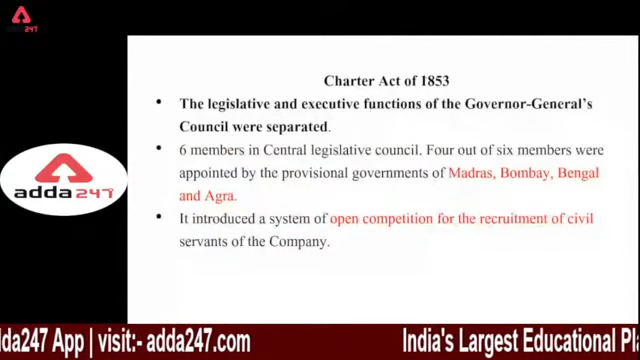 adda247
Charter Act of 1853
• The legislative and executive functions of the Governor-General's
Council were separated.
• 6 members in Central legislative council. Four out of six members were
appointed by the provisional governments of Madras, Bombay, Bengal
and Agra.
• It introduced a system of open competition for the recruitment of civil
servants of the Company.
adda247
dda247 App | visit:- adda247.com
India's Largest Educational Pla